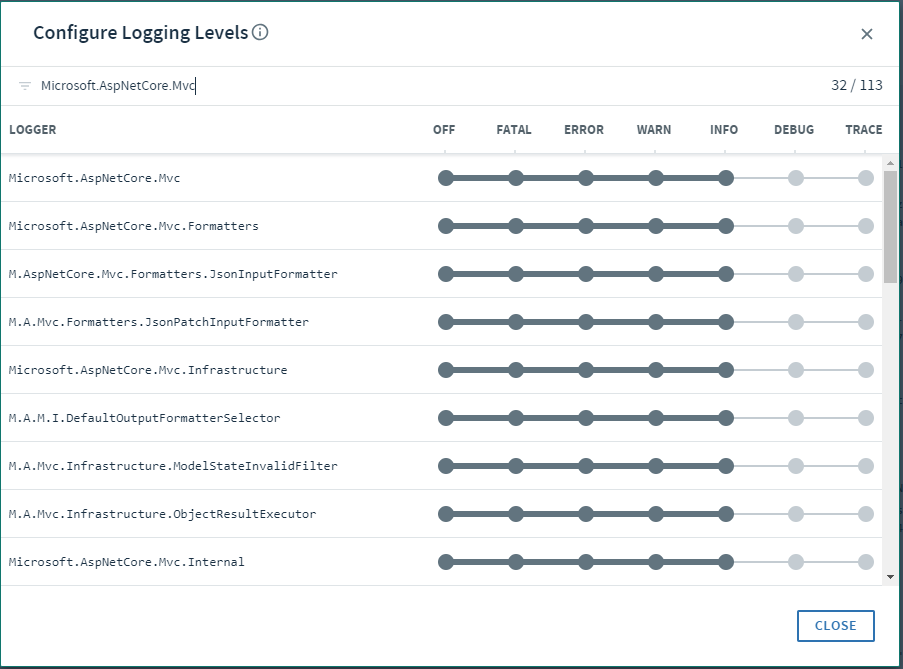 Configure Logging Levels
Microsoft.AspNetCore.Mvc 32 / 113
LOGGER OFF FATAL ERROR WARN INFO DEBUG TRACE
Microsoft.AspNetCore.Mvc
Microsoft.AspNetCore.Mvc.Formatters
M.AspNetCore.Mvc.Formatters.JsonInputFormatter
M.A.Mvc.Formatters.JsonPatchInputFormatter
Microsoft.AspNetCore.Mvc.Infrastructure
M.A.M.I.DefaultOutputFormatterSelector
M.A.Mvc.Infrastructure.ModelStateInvalidFilter
M.A.Mvc.Infrastructure.ObjectResultExecutor
Microsoft.AspNetCore.Mvc.Internal
CLOSE